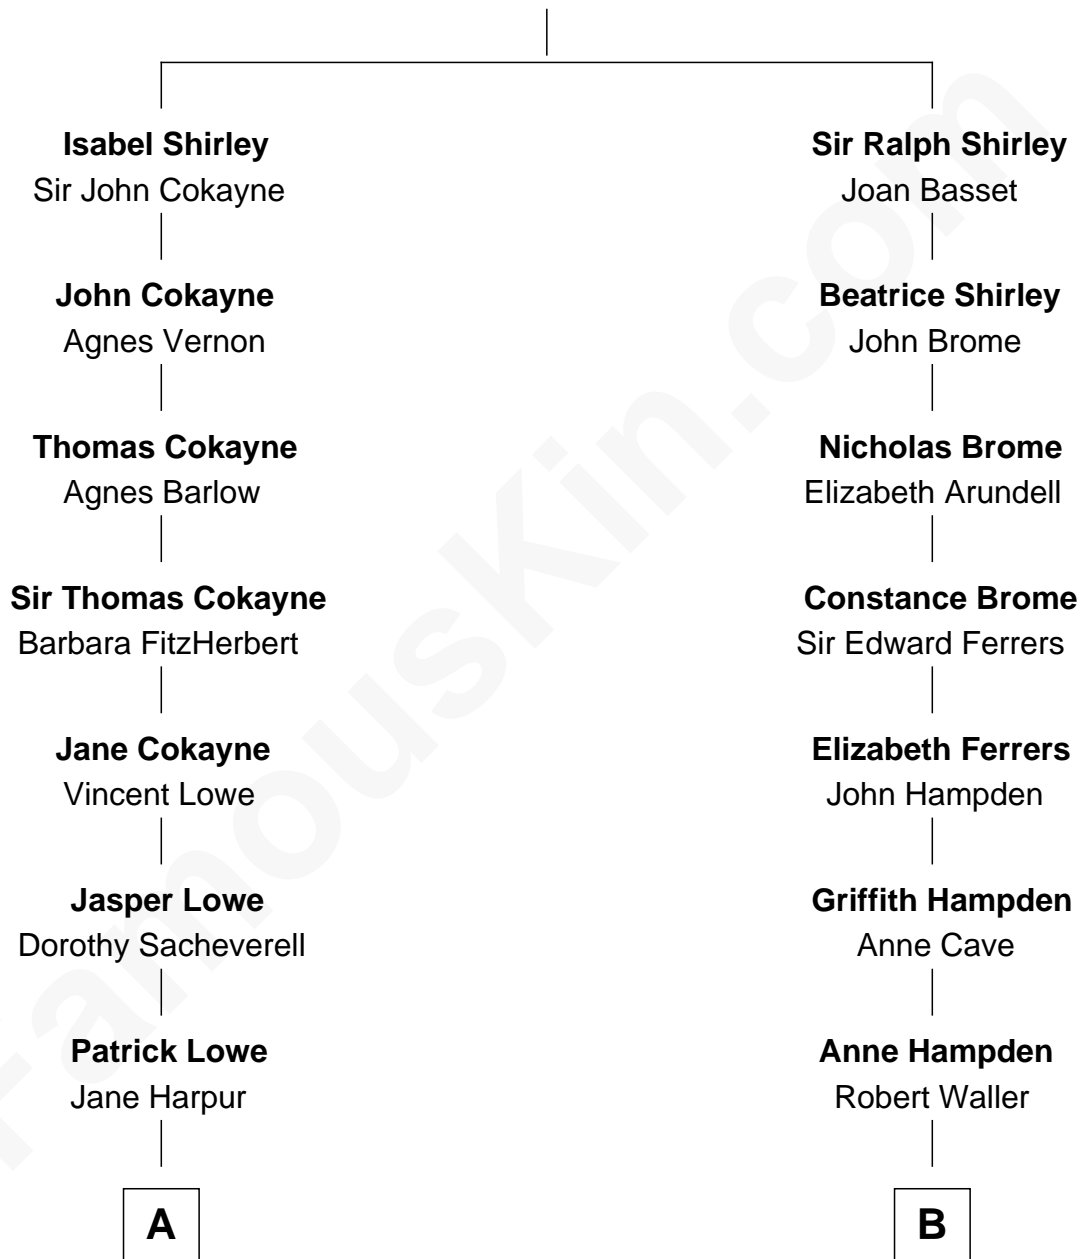 Isabel Shirley
Sir John Cokayne
John Cokayne
Agnes Vernon
Thomas Cokayne
Agnes Barlow
Sir Thomas Cokayne
Barbara FitzHerbert
Jane Cokayne
Vincent Lowe
Jasper Lowe
Dorothy Sacheverell
Patrick Lowe
Jane Harpur
A
Sir Ralph Shirley
Joan Basset
Beatrice Shirley
John Brome
Nicholas Brome
Elizabeth Arundell
Constance Brome
Sir Edward Ferrers
Elizabeth Ferrers
John Hampden
Griffith Hampden
Anne Cave
Anne Hampden
Robert Waller
B
FamousKin.com